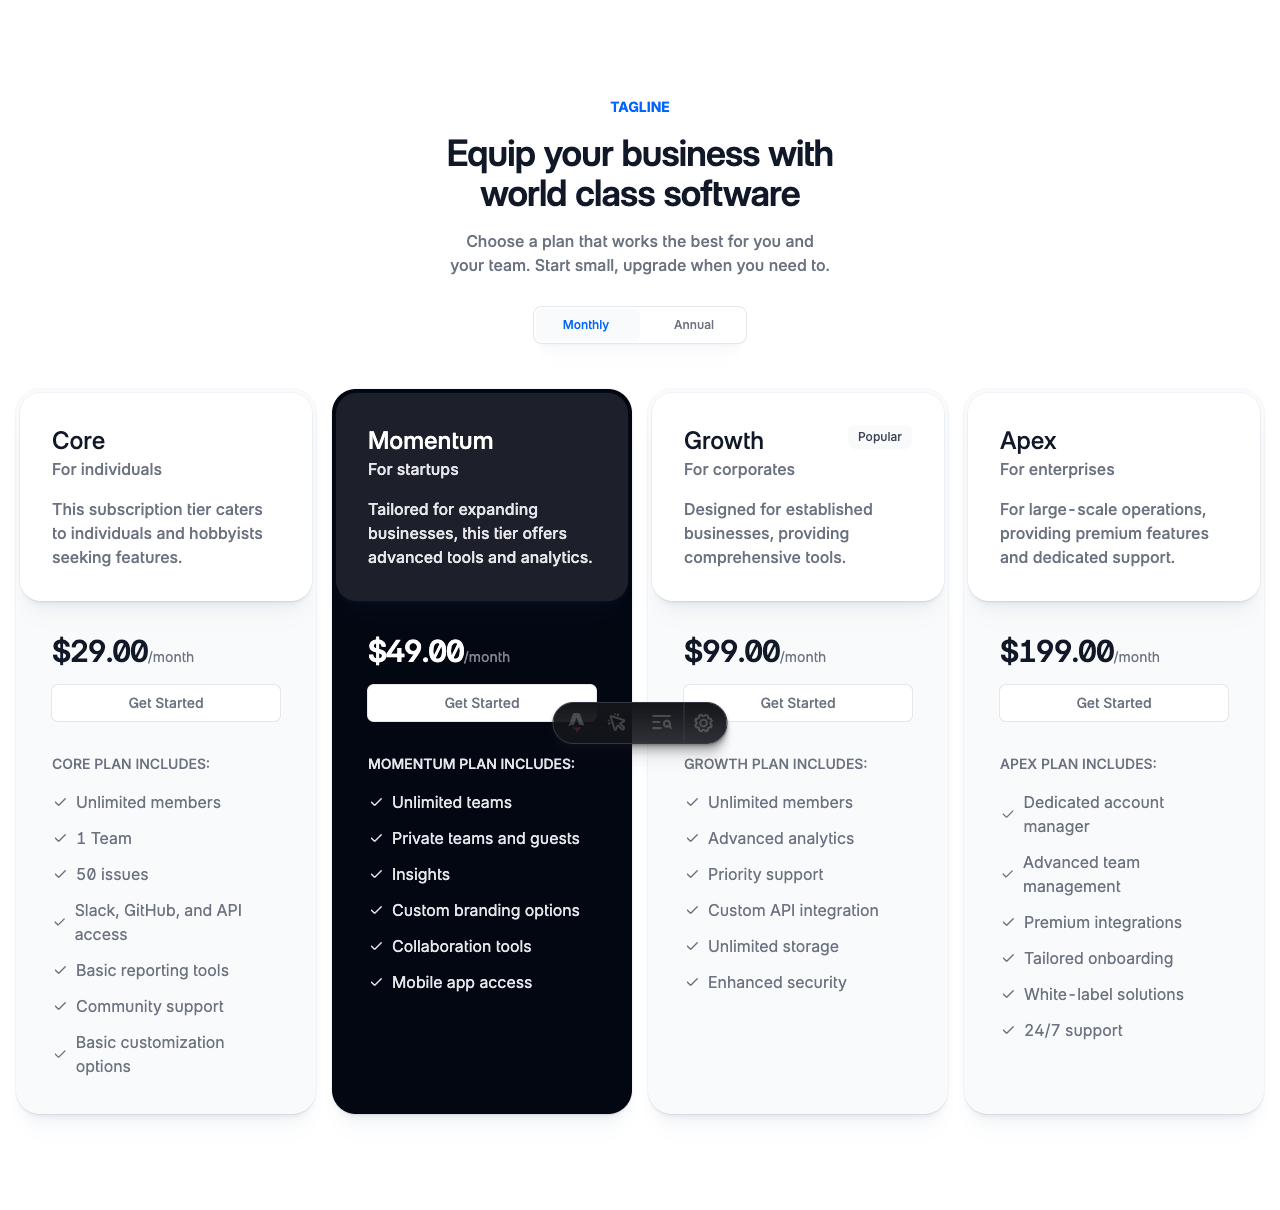 TAGLINE
Equip your business with
world class software
Choose a plan that works the best for you and
your team. Start small, upgrade when you need to.
Monthly
Annual
Core
For individuals
This subscription tier caters
to individuals and hobbyists
seeking features.
$29.00/month
Get Started
CORE PLAN INCLUDES:
Unlimited members
1 Team
50 issues
Slack, GitHub, and API
access
Basic reporting tools
Community support
Basic customization
options
Momentum
For startups
Tailored for expanding
businesses, this tier offers
advanced tools and analytics.
$49.00/month
Get Started
MOMENTUM PLAN INCLUDES:
Unlimited teams
Private teams and guests
Insights
Custom branding options
Collaboration tools
Mobile app access
Growth
Popular
For corporates
Designed for established
businesses, providing
comprehensive tools.
$99.00/month
Get Started
GROWTH PLAN INCLUDES:
Unlimited members
Advanced analytics
Priority support
Custom API integration
Unlimited storage
Enhanced security
Apex
For enterprises
For large-scale operations,
providing premium features
and dedicated support.
$199.00/month
Get Started
APEX PLAN INCLUDES:
Dedicated account
manager
Advanced team
management
Premium integrations
Tailored onboarding
White-label solutions
24/7 support